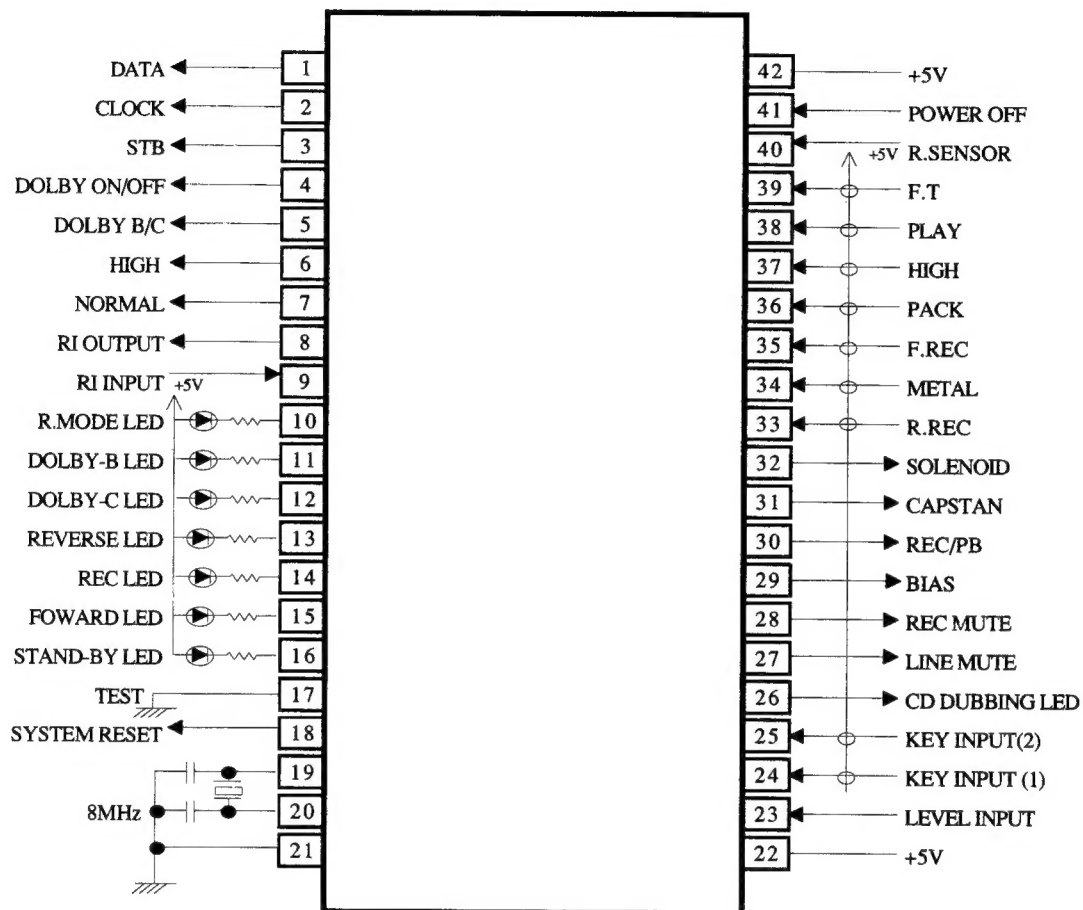 DATA 1
CLOCK 2
STB 3
DOLBY ON/OFF 4
DOLBY B/C 5
HIGH 6
NORMAL 7
RI OUTPUT 8
RI INPUT +5V 9
R.MODE LED 10
DOLBY-B LED 11
DOLBY-C LED 12
REVERSE LED 13
REC LED 14
FOWARD LED 15
STAND-BY LED 16
TEST 17
SYSTEM RESET 18
19
8MHz 20
21
42 +5V
41 POWER OFF
40 +5V R.SENSOR
39 F.T
38 PLAY
37 HIGH
36 PACK
35 F.REC
34 METAL
33 R.REC
32 SOLENOID
31 CAPSTAN
30 REC/PB
29 BIAS
28 REC MUTE
27 LINE MUTE
26 CD DUBBING LED
25 KEY INPUT(2)
24 KEY INPUT (1)
23 LEVEL INPUT
22 +5V